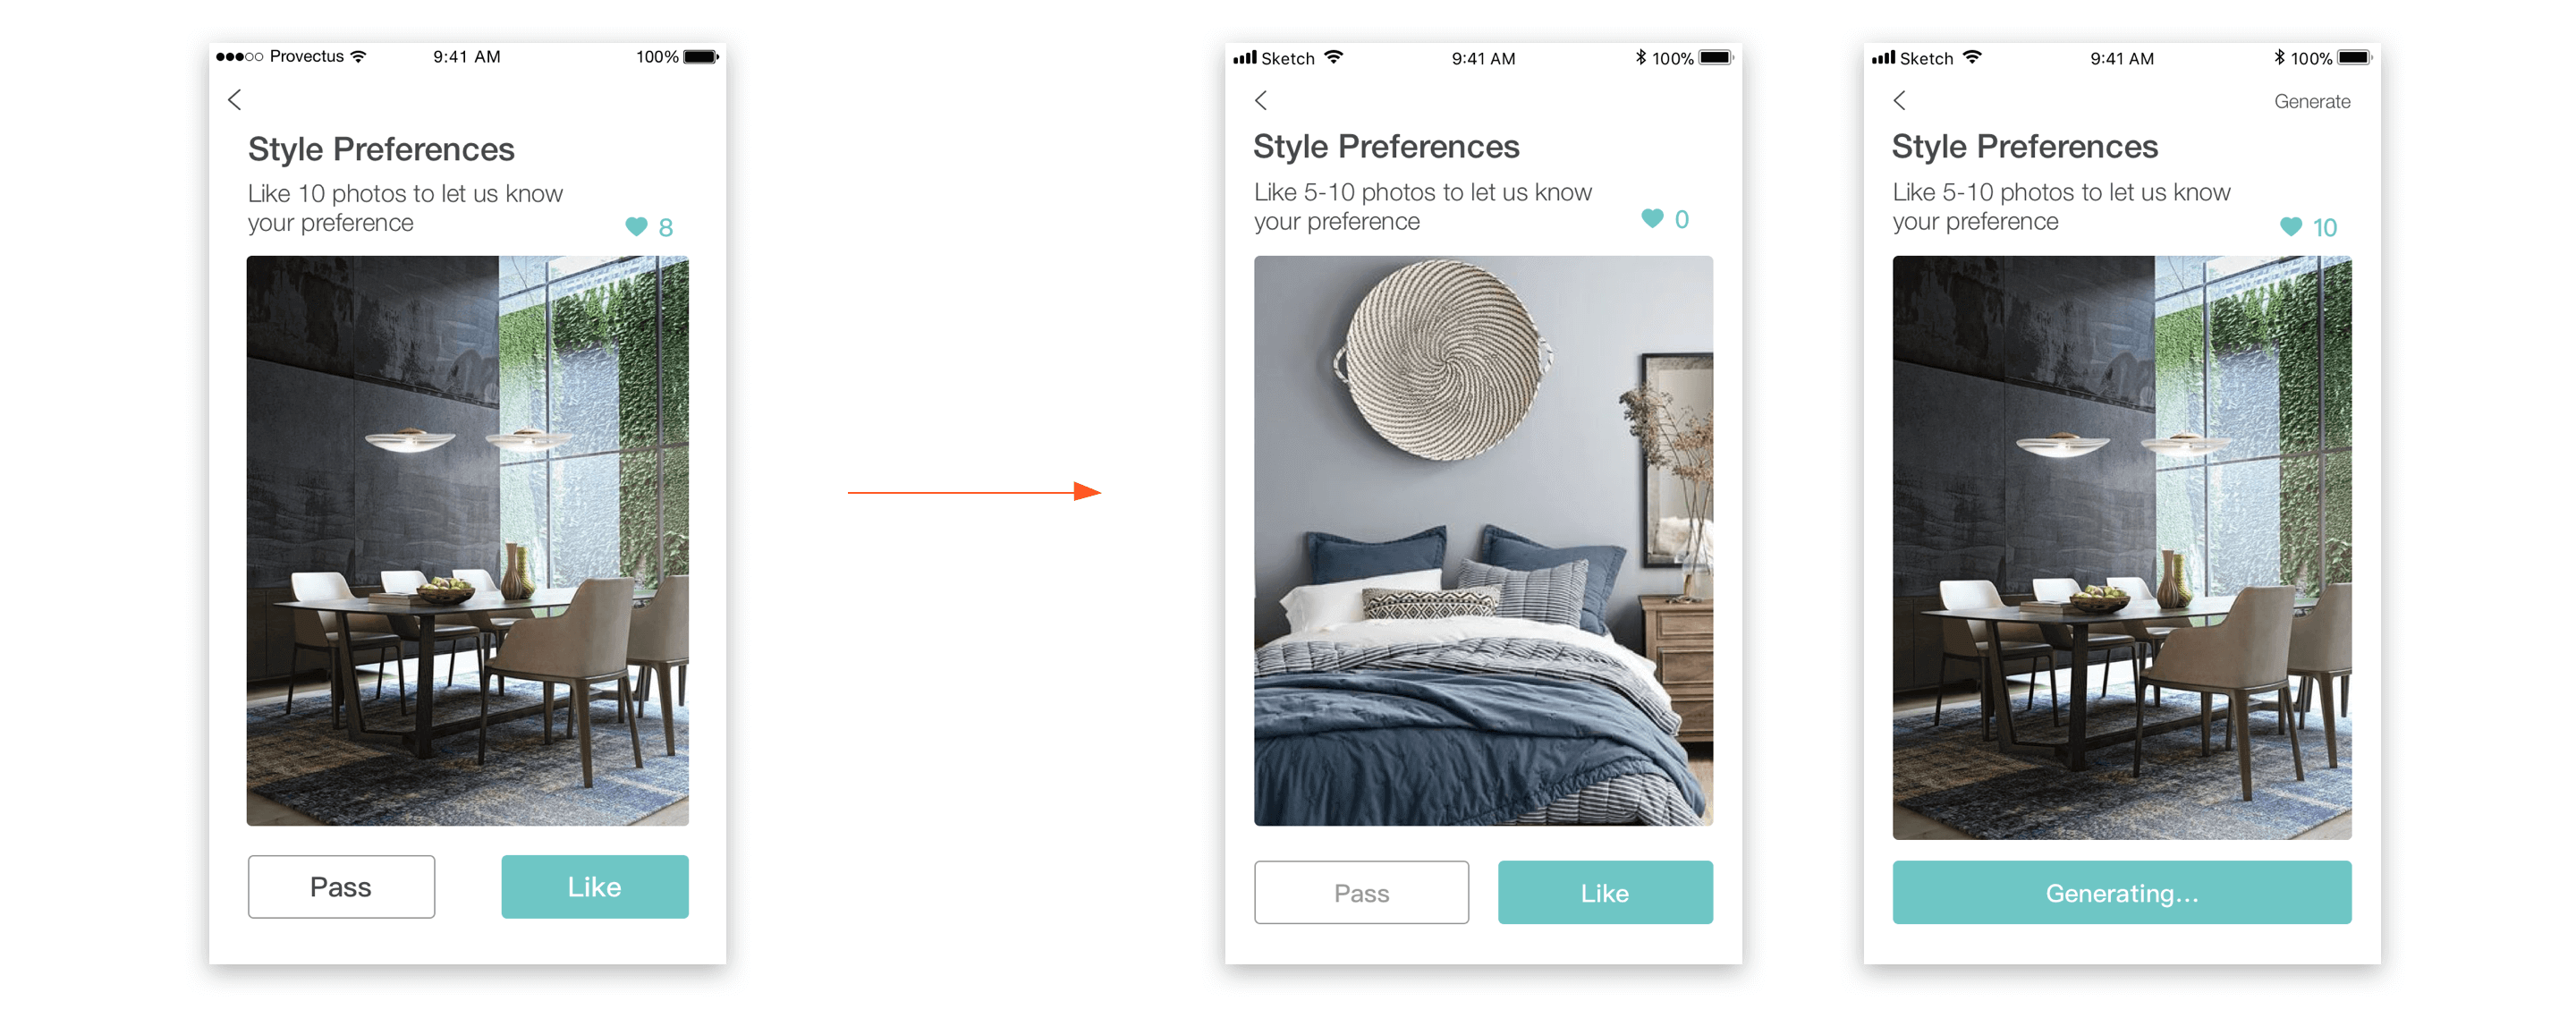 Provectus
9:41 AM
100%
Style Preferences
Like 10 photos to let us know
your preference
8
Pass
Like
Sketch
9:41 AM
100%
Style Preferences
Like 5-10 photos to let us know
your preference
0
Pass
Like
Sketch
9:41 AM
100%
Generate
Style Preferences
Like 5-10 photos to let us know
your preference
10
Generating...